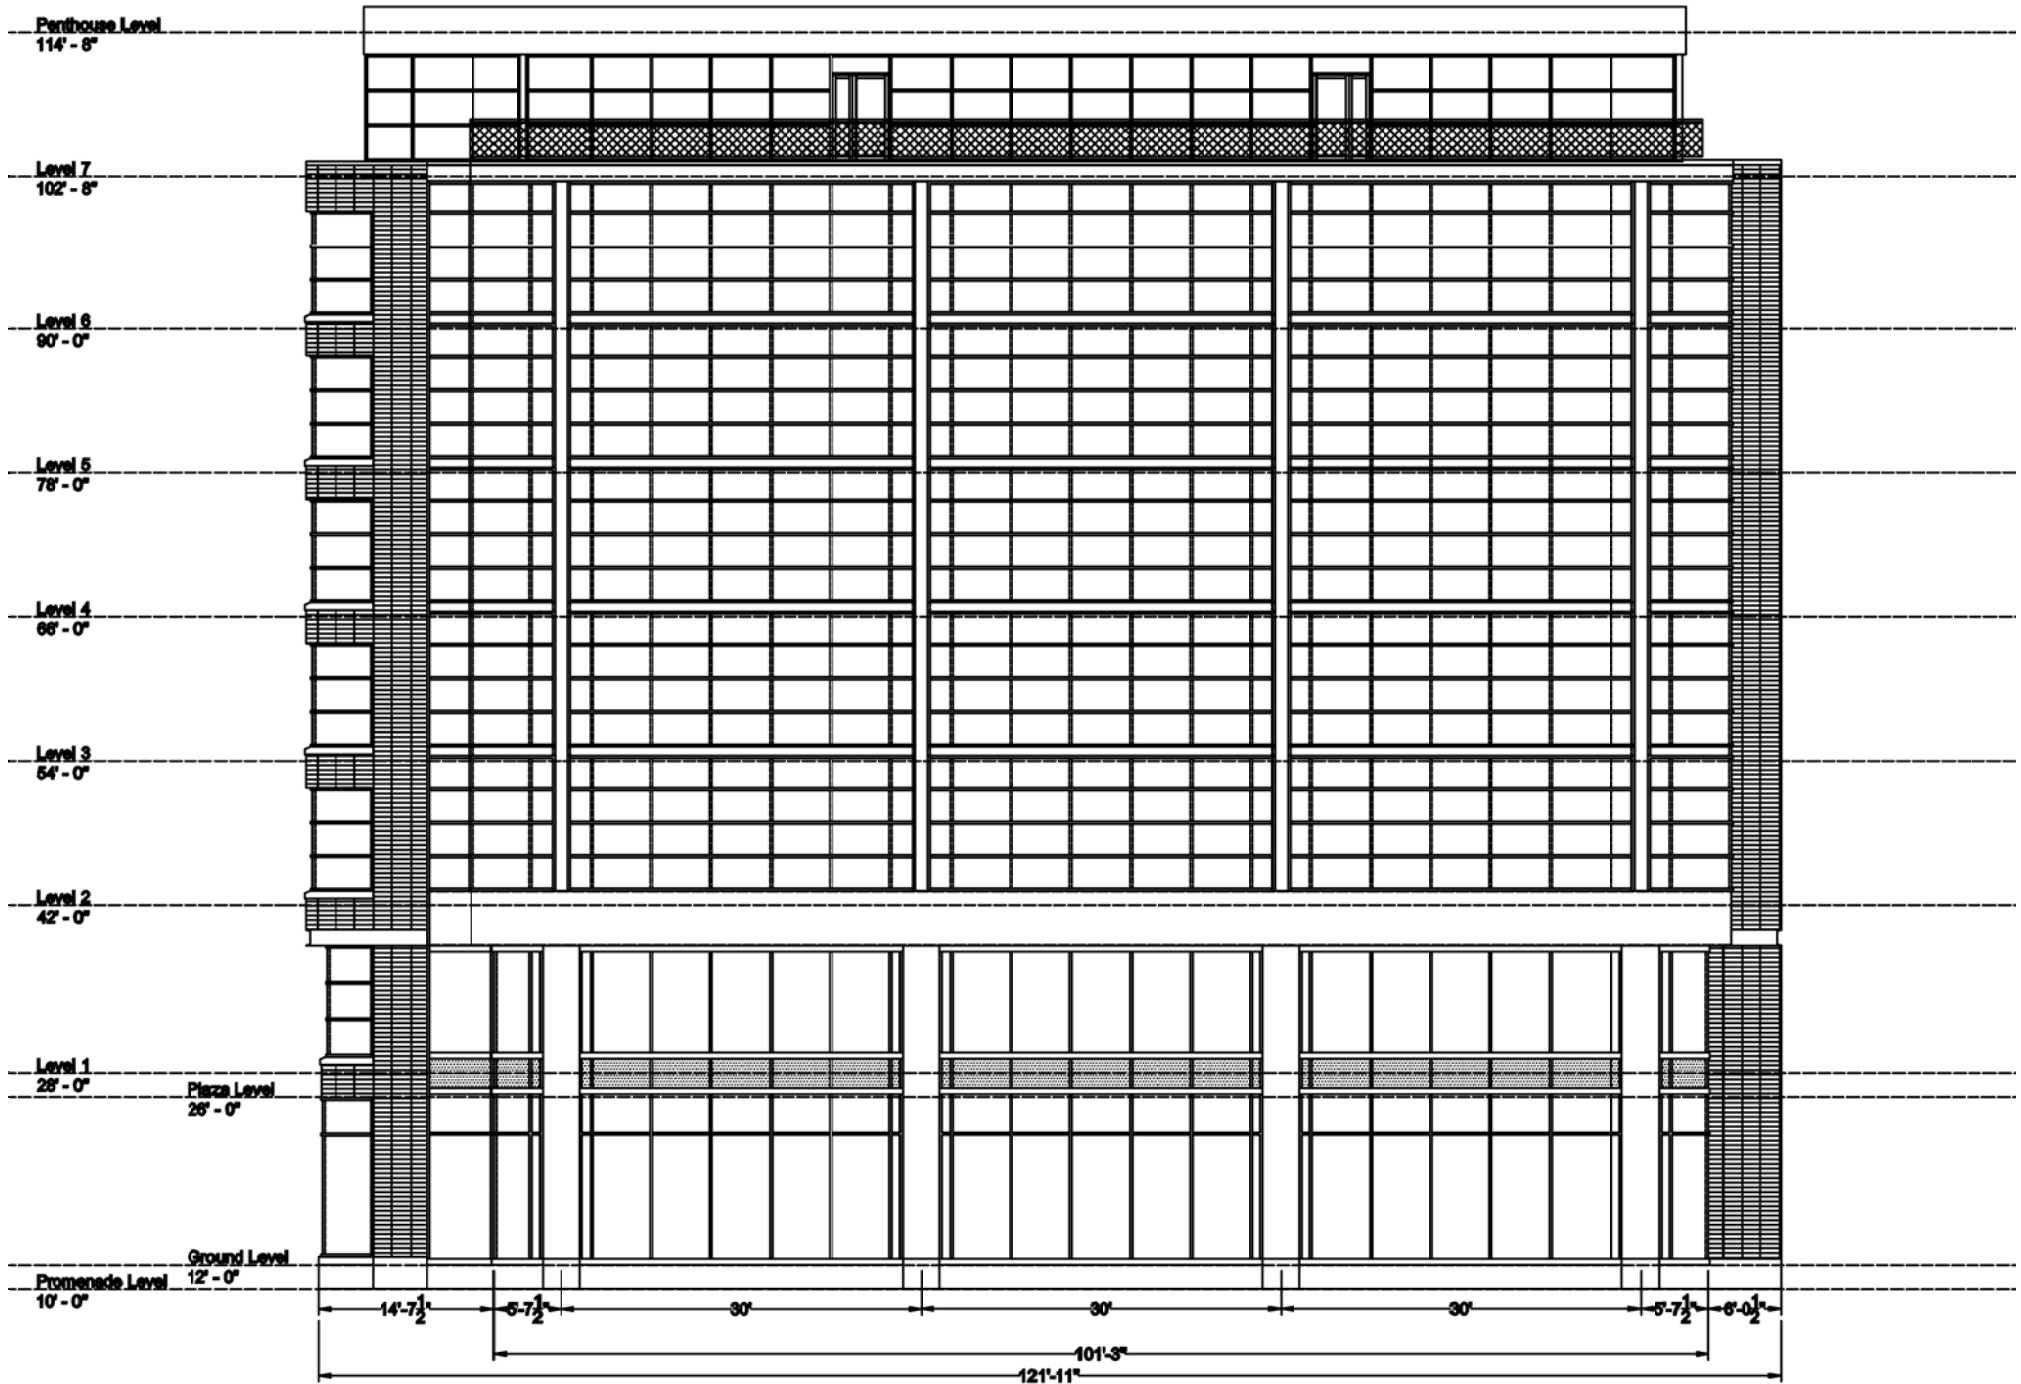 Penthouse Level
114' - 8"
Level 7
102' - 8"
Level 6
90' - 0"
Level 5
78' - 0"
Level 4
66' - 0"
Level 3
54' - 0"
Level 2
42' - 0"
Level 1
28' - 0"
Plaza Level
26' - 0"
Ground Level
12' - 0"
Promenade Level
10' - 0"
14'-7 1/2" 5'-7 1/2" 30' 30' 30' 5'-7 1/2" 6'-0 1/2"
101'-3"
121'-11"